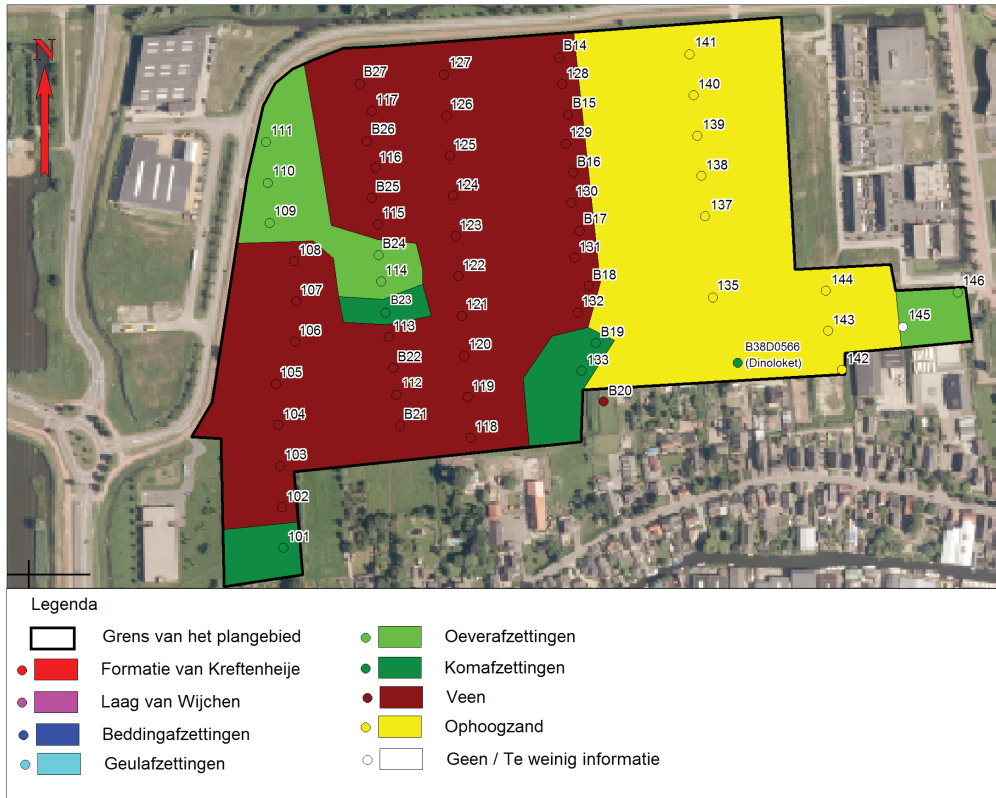 N
B14
141
B27
127
128
140
117
B15
126
139
111
B26
129
125
116
B16
138
110
B25
124
130
137
109
115
123
B17
108
B24
131
114
122
B18
144
146
107
B23
121
132
135
145
106
113
B19
143
B22
120
133
B38D0566
(Dinoloket)
142
105
112
119
B20
104
B21
118
103
102
101
Legenda
Grens van het plangebied
Formatie van Kreftenheije
Laag van Wijchen
Beddingafzettingen
Geulafzettingen
Oeverafzettingen
Komafzettingen
Veen
Ophoogzand
Geen / Te weinig informatie